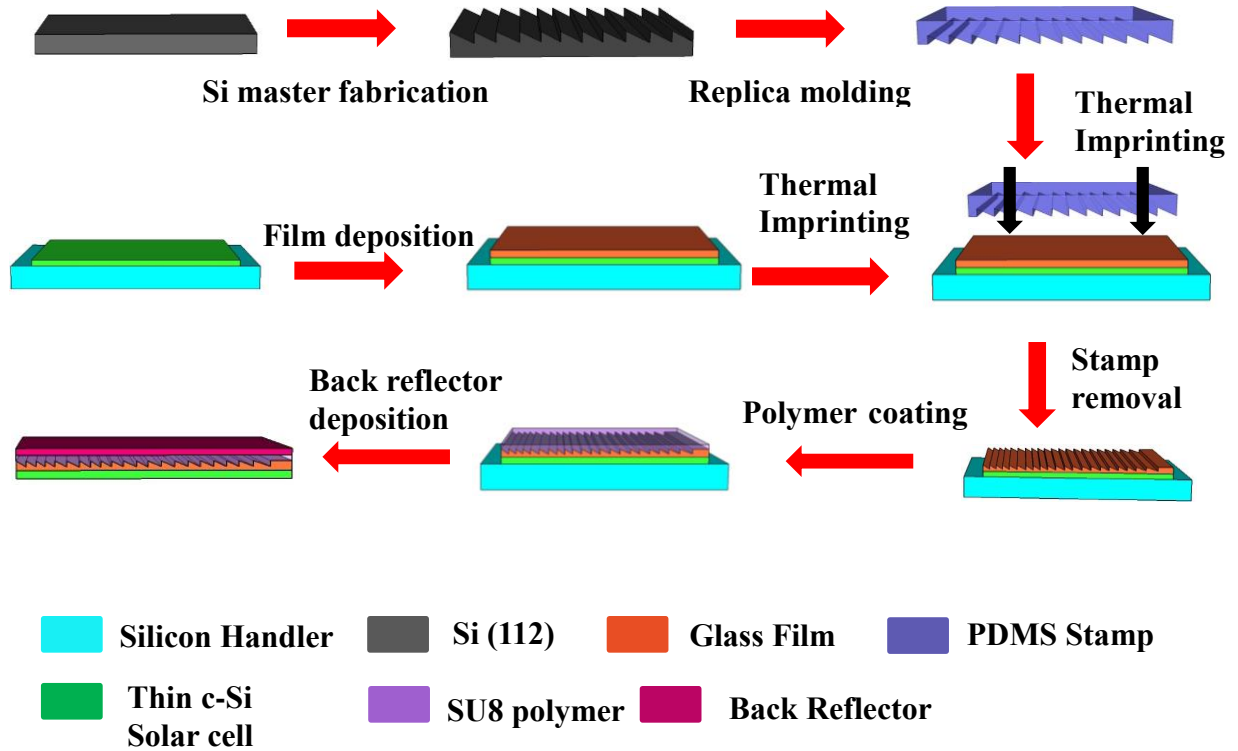 Si master fabrication
Replica molding
Thermal
Imprinting
Film deposition
Thermal
Imprinting
Back reflector
deposition
Polymer coating
Stamp
removal
Silicon Handler
Si (112)
Glass Film
PDMS Stamp
Thin c-Si
Solar cell
SU8 polymer
Back Reflector